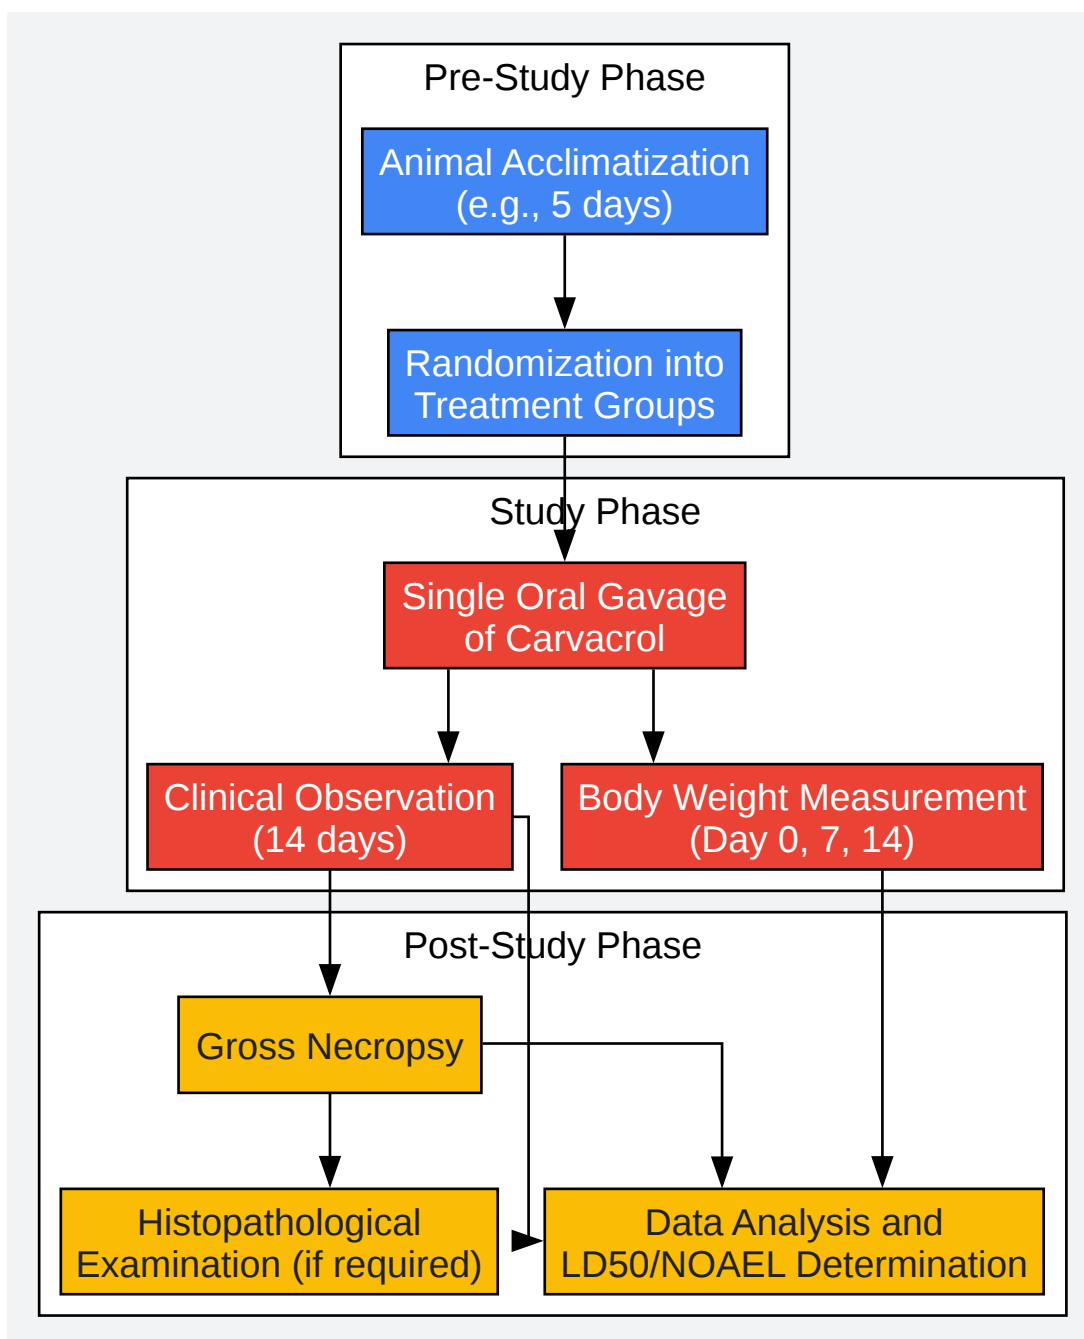 Pre-Study Phase
Animal Acclimatization
(e.g., 5 days)
Randomization into
Treatment Groups
Study Phase
Single Oral Gavage
of Carvacrol
Clinical Observation
(14 days)
Body Weight Measurement
(Day 0, 7, 14)
Post-Study Phase
Gross Necropsy
Histopathological
Examination (if required)
Data Analysis and
LD50/NOAEL Determination